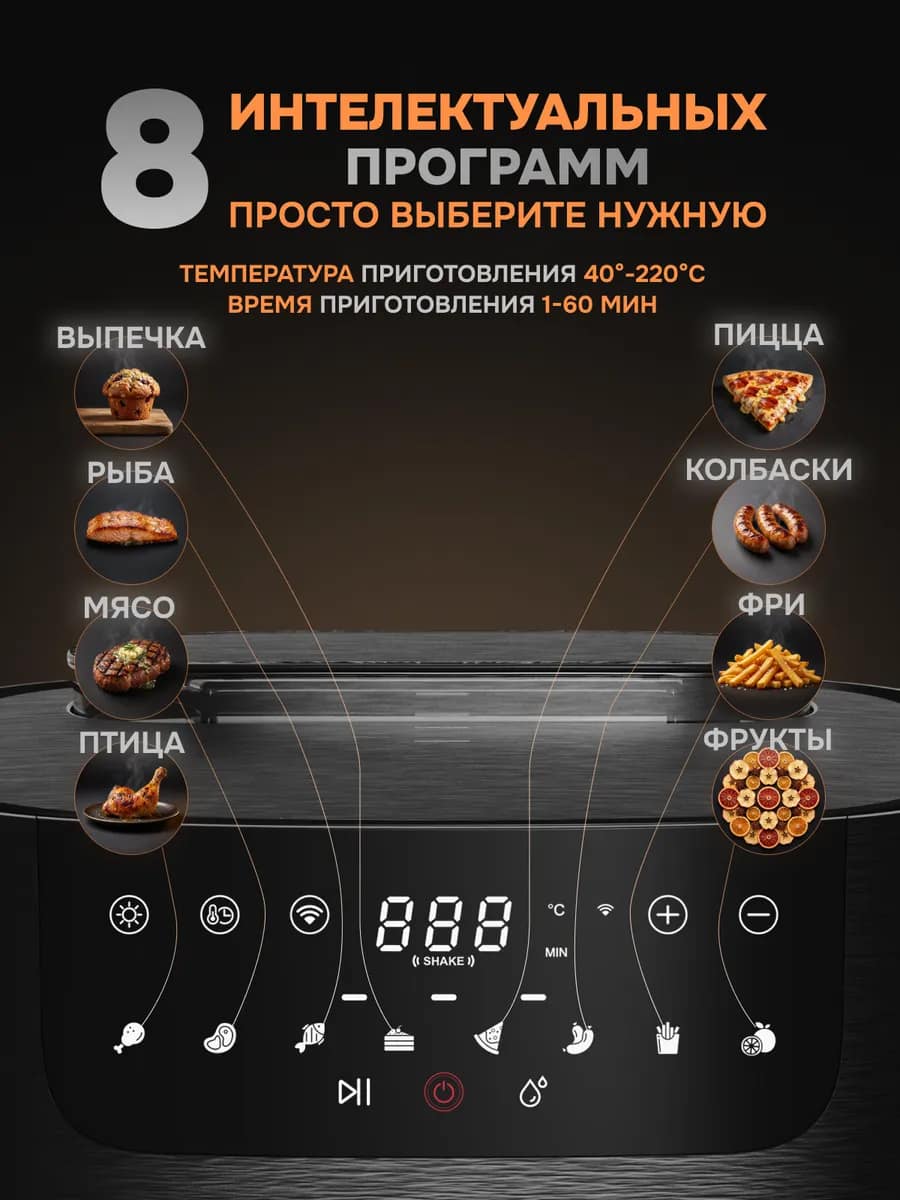 8 ИНТЕЛЕКТУАЛЬНЫХ
ПРОГРАММ
ПРОСТО ВЫБЕРИТЕ НУЖНУЮ
ТЕМПЕРАТУРА ПРИГОТОВЛЕНИЯ 40°-220°C
ВРЕМЯ ПРИГОТОВЛЕНИЯ 1-60 МИН
ВЫПЕЧКА
ПИЦЦА
РЫБА
КОЛБАСКИ
МЯСО
ФРИ
ПТИЦА
ФРУКТЫ
888
°C
SHAKE
MIN